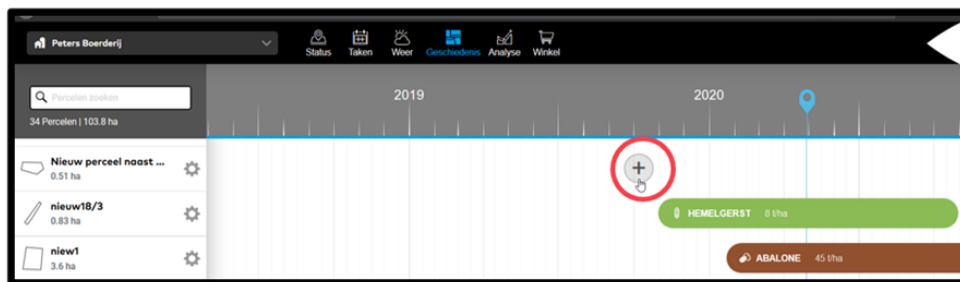 Peters Boerderij
Status Taken Weer Geschiedenis Analyse Winkel
Percelen zoeken
34 Percelen | 103.8 ha
2019 2020
Nieuw perceel naast ...
0.51 ha
nieuw18/3
0.83 ha
HEMELGERST 8 t/ha
niew1
3.6 ha
ABALONE 45 t/ha